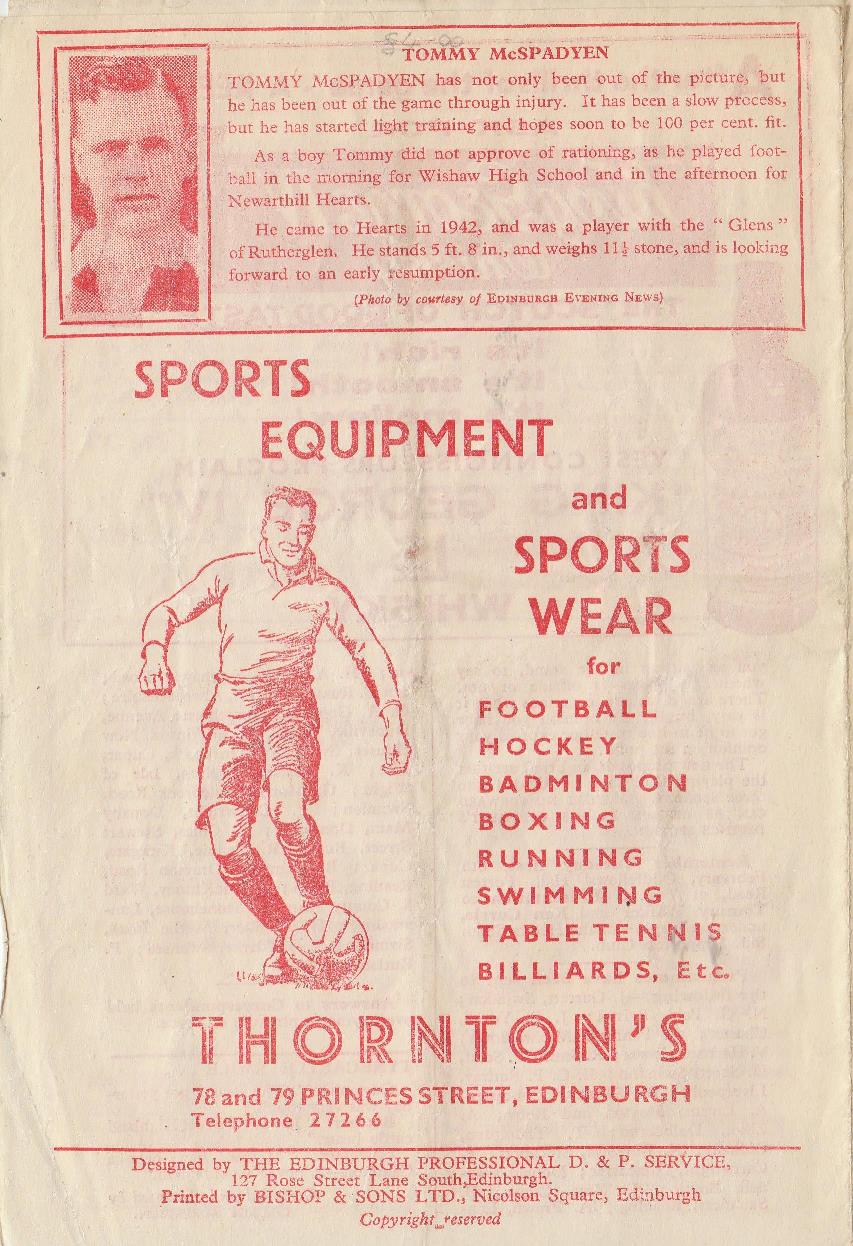 TOMMY McSPADYEN
TOMMY McSPADYEN has not only been out of the picture, but
he has been out of the game through injury. It has been a slow process,
but he has started light training and hopes soon to be 100 per cent. fit.
As a boy Tommy did not approve of rationing, as he played foot-
ball in the morning for Wishaw High School and in the afternoon for
Newarthill Hearts.
He came to Hearts in 1942, and was a player with the “ Glens ”
of Rutherglen. He stands 5 ft. 8 in., and weighs 11½ stone, and is looking
forward to an early resumption.
(Photo by courtesy of EDINBURGH EVENING NEWS)
SPORTS
EQUIPMENT
and
SPORTS
WEAR
for
FOOTBALL
HOCKEY
BADMINTON
BOXING
RUNNING
SWIMMING
TABLE TENNIS
BILLIARDS, Etc.
THORNTON'S
78 and 79 PRINCES STREET, EDINBURGH
Telephone 27266
Designed by THE EDINBURGH PROFESSIONAL D. & P. SERVICE,
127 Rose Street Lane South, Edinburgh.
Printed by BISHOP & SONS LTD., Nicolson Square, Edinburgh
Copyright reserved